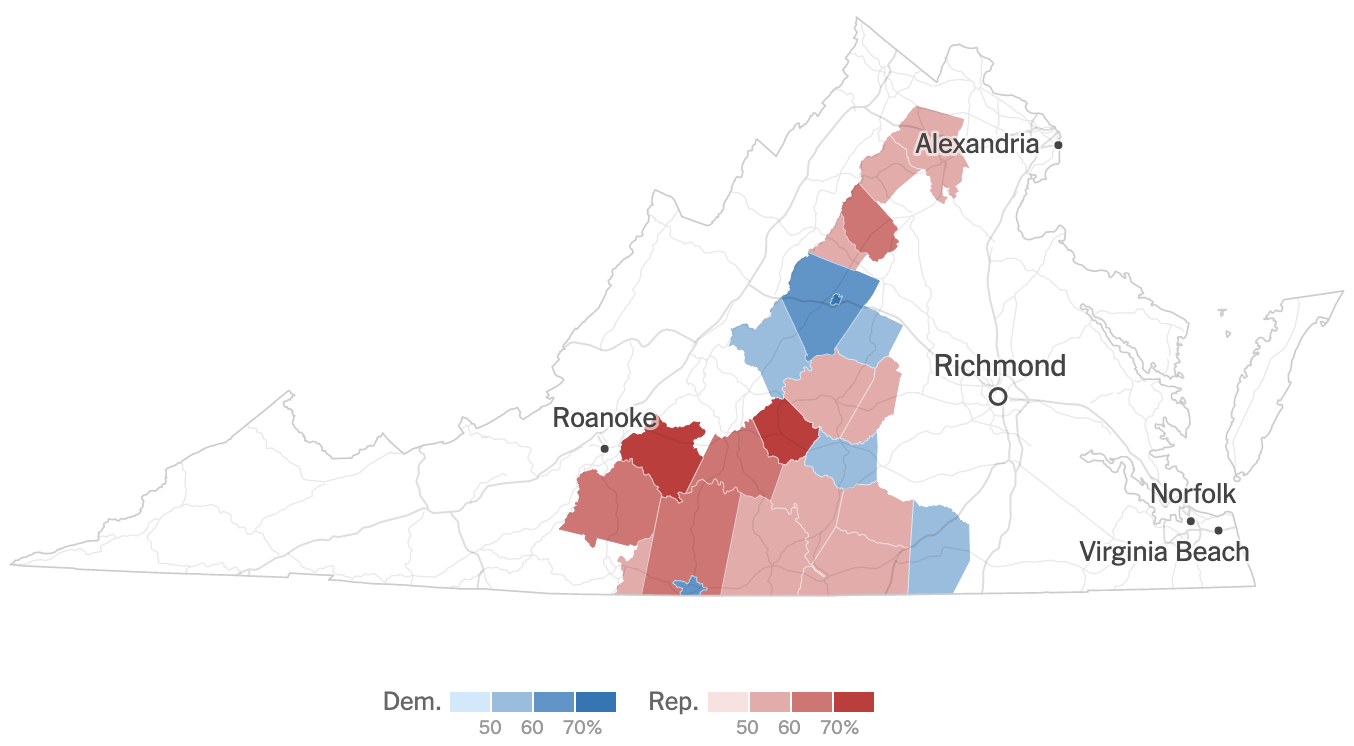 Alexandria
Richmond
Roanoke
Norfolk
Virginia Beach
Dem. Rep.
50 60 70% 50 60 70%